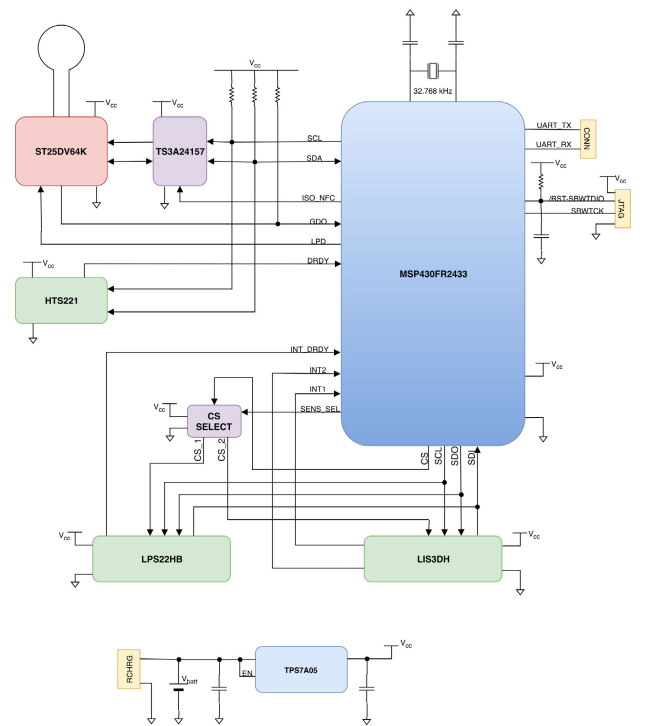 32.768 kHz
Vcc
Vcc
Vcc
ST25DV64K
TS3A24157
SCL
SDA
ISO_NFC
GDO
LPD
DRDY
UART_TX
UART_RX
CONN
Vcc
Vcc
/RST-SBWTDIO
SBWTCK
JTAG
MSP430FR2433
Vcc
HTS221
INT_DRDY
INT2
INT1
SENS_SEL
Vcc
Vcc
CS
SELECT
CS_1
CS_2
CS
SCL
SDO
SDI
Vcc
LPS22HB
LIS3DH
Vcc
RCHRG
Vbatt
EN
TPS7A05
Vcc